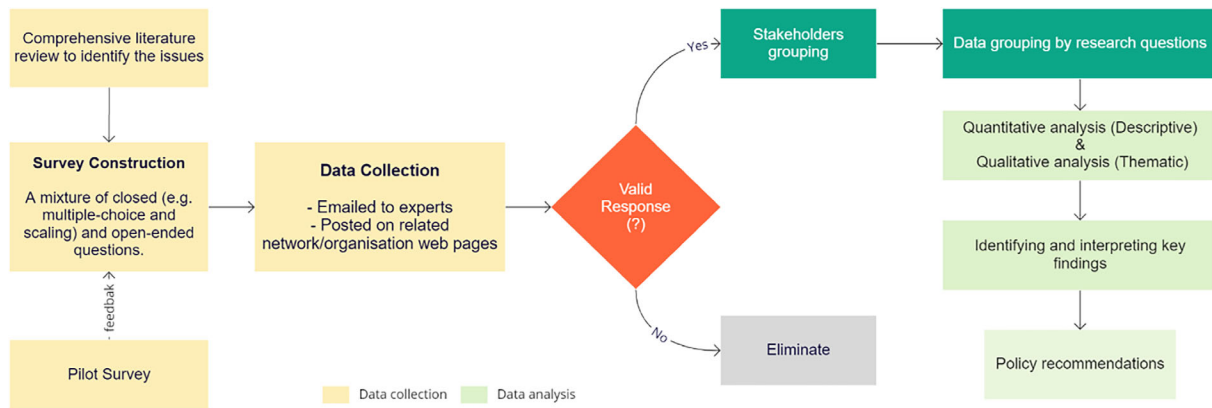 Comprehensive literature
review to identify the issues
Survey Construction
A mixture of closed (e.g.
multiple-choice and
scaling) and open-ended
questions.
feedbak
Pilot Survey
Data Collection
- Emailed to experts
- Posted on related
network/organisation web pages
Valid
Response
(?)
Yes
No
Stakeholders
grouping
Eliminate
Data grouping by research questions
Quantitative analysis (Descriptive)
&
Qualitative analysis (Thematic)
Identifying and interpreting key
findings
Policy recommendations
Data collection
Data analysis